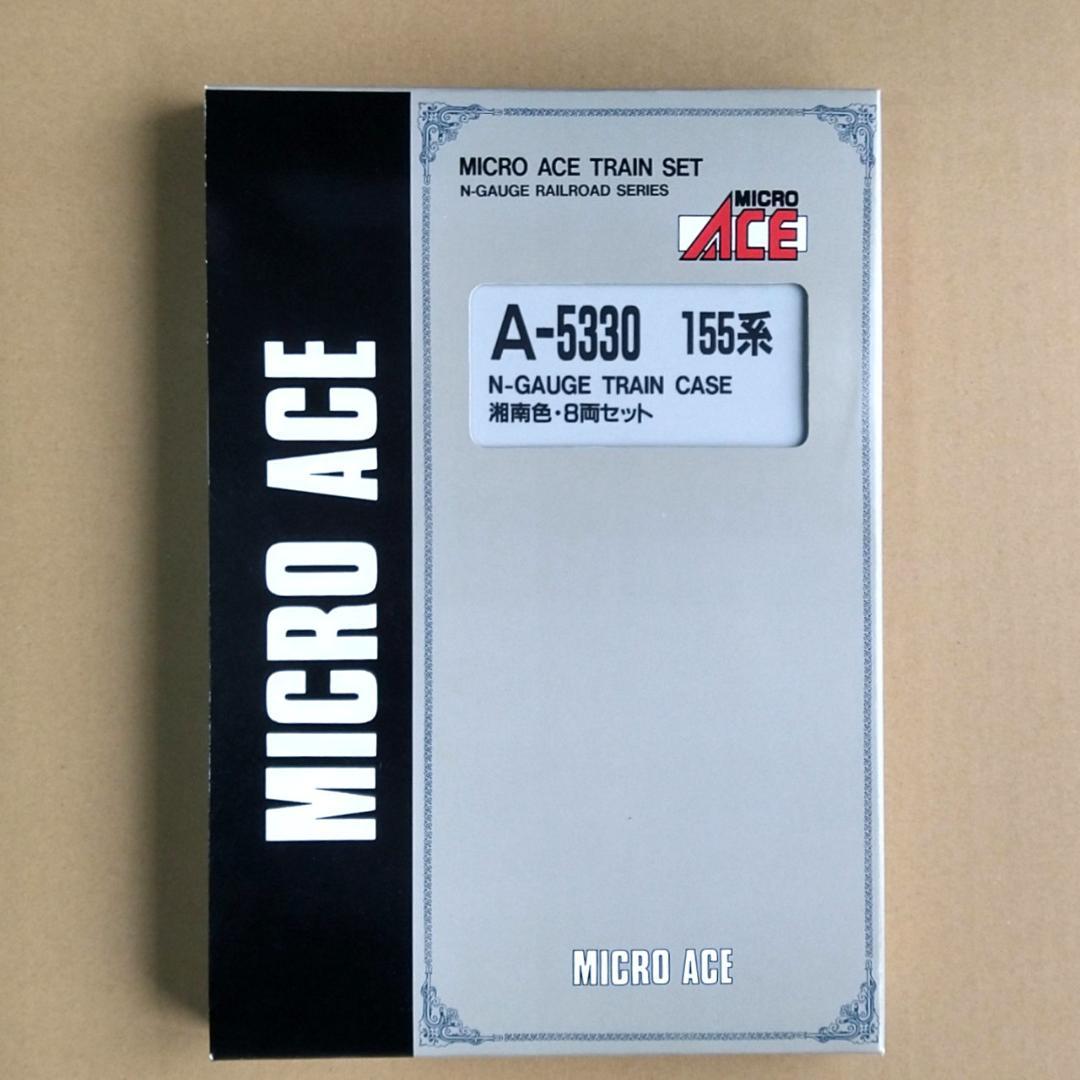 MICRO ACE
MICRO ACE TRAIN SET
N-GAUGE RAILROAD SERIES
MICRO
ACE
A-5330 155系
N-GAUGE TRAIN CASE
湘南色・8両セット
MICRO ACE